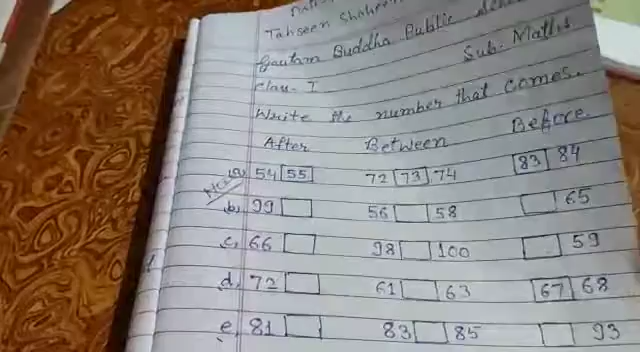 Tahseen Shaheen
Gautam Buddha Public
Sub- Maths
Class- I
Write the number that comes.
After Between Before
a, 54 55 72 73 74 83 84
b, 99 56 58 65
c, 66 98 100 59
d, 72 61 63 67 68
e, 81 83 85 93